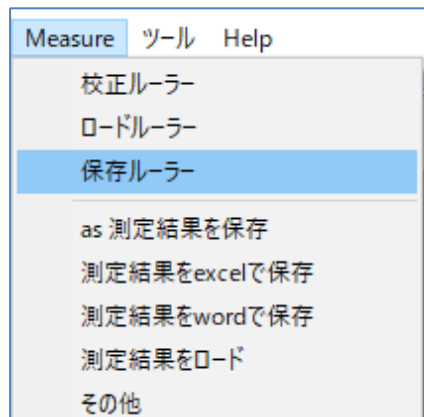 Measure ツール Help
校正ルーラー
ロードルーラー
保存ルーラー
as 測定結果を保存
測定結果をexcelで保存
測定結果をwordで保存
測定結果をロード
その他